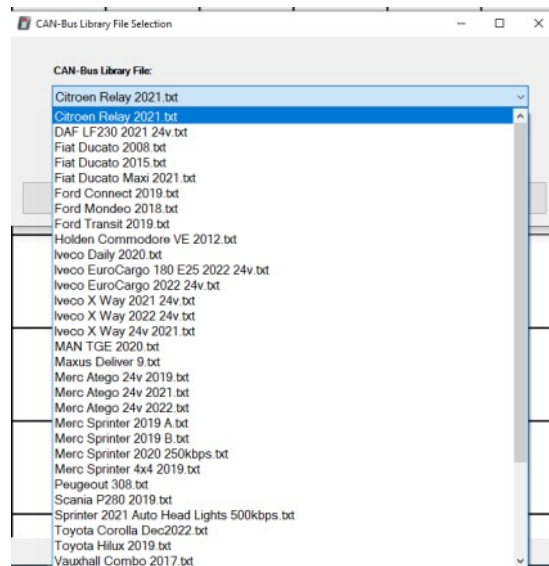 CAN-Bus Library File Selection
CAN-Bus Library File:
Citroen Relay 2021.txt
Citroen Relay 2021.txt
DAF LF230 2021 24v.txt
Fiat Ducato 2008.txt
Fiat Ducato 2015.txt
Fiat Ducato Maxi 2021.txt
Ford Connect 2019.txt
Ford Mondeo 2018.txt
Ford Transit 2019.txt
Holden Commodore VE 2012.txt
Iveco Daily 2020.txt
Iveco EuroCargo 180 E25 2022 24v.txt
Iveco EuroCargo 2022 24v.txt
Iveco X Way 2021 24v.txt
Iveco X Way 2022 24v.txt
Iveco X Way 24v 2021.txt
MAN TGE 2020.txt
Maxus Deliver 9.txt
Merc Atego 24v 2019.txt
Merc Atego 24v 2021.txt
Merc Atego 24v 2022.txt
Merc Sprinter 2019 A.txt
Merc Sprinter 2019 B.txt
Merc Sprinter 2020 250kbps.txt
Merc Sprinter 4x4 2019.txt
Peugeout 308.txt
Scania P280 2019.txt
Sprinter 2021 Auto Head Lights 500kbps.txt
Toyota Corolla Dec2022.txt
Toyota Hilux 2019.txt
Vauxhall Combo 2017.txt